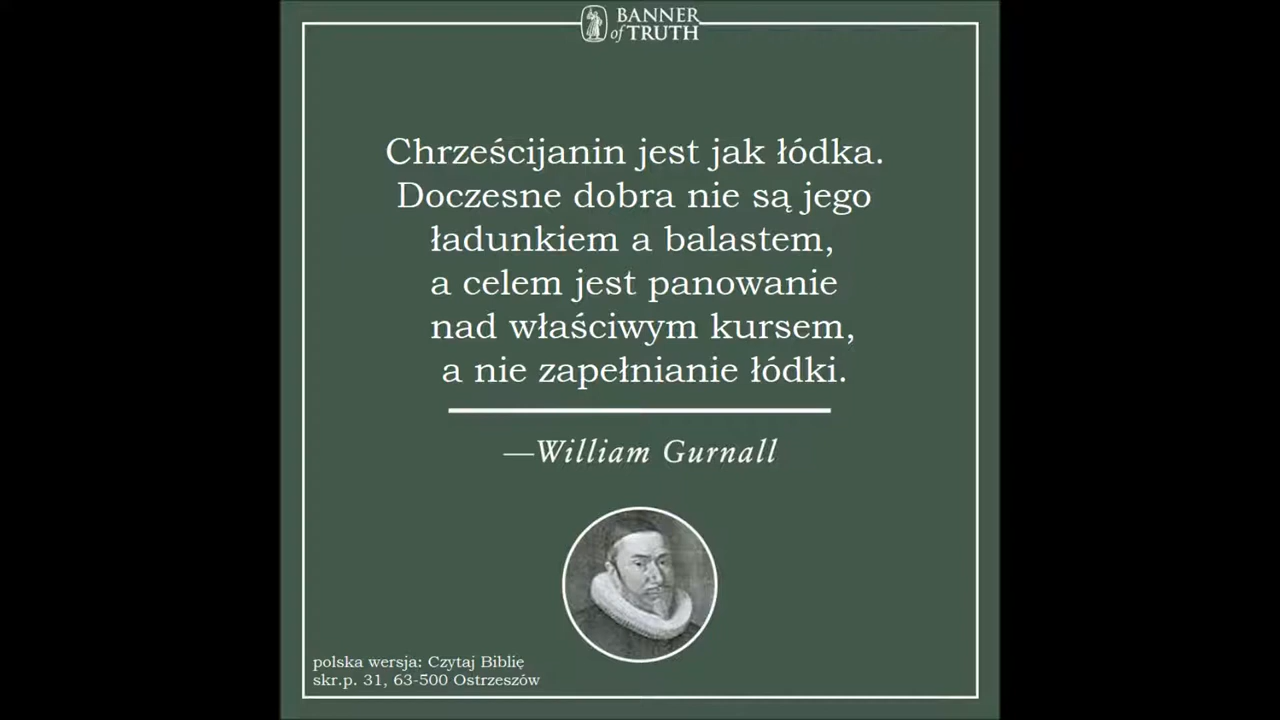 BANNER
of TRUTH
Chrześcijanin jest jak łódka.
Doczesne dobra nie są jego
ładunkiem a balastem,
a celem jest panowanie
nad właściwym kursem,
a nie zapełnianie łódki.
—William Gurnall
polska wersja: Czytaj Biblię
skr.p. 31, 63-500 Ostrzeszów